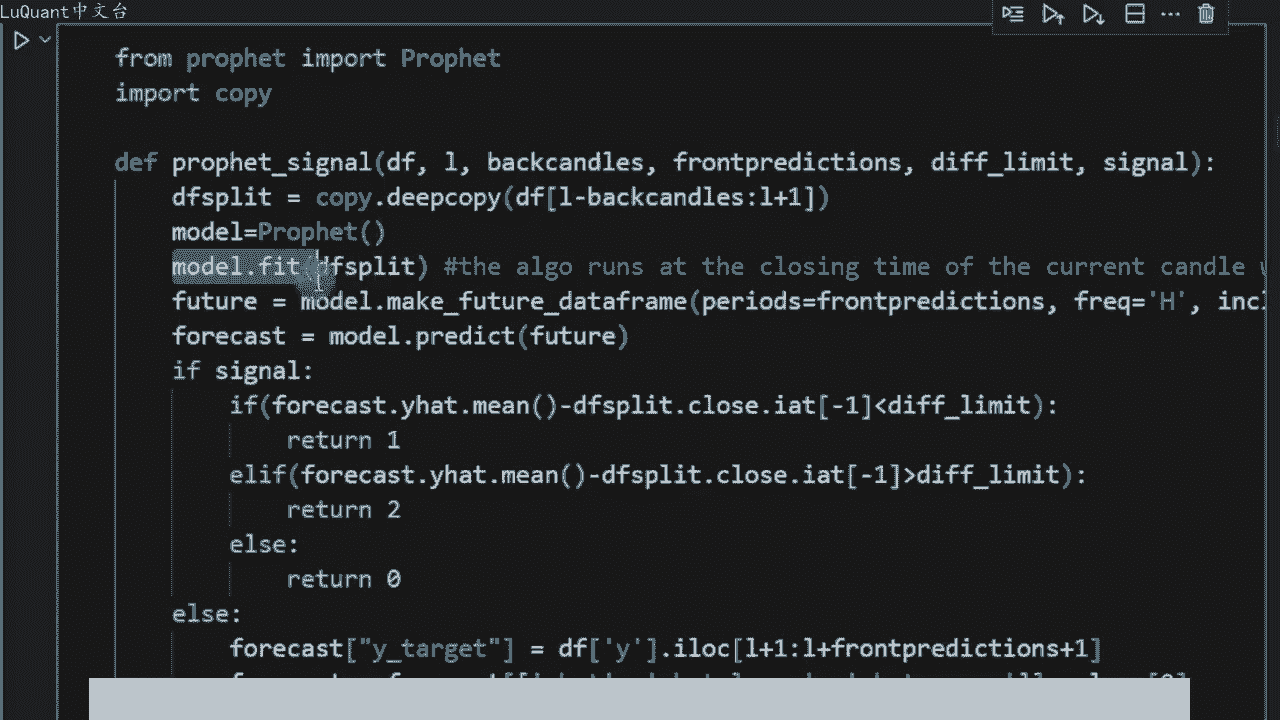 LuQuant中文台
from prophet import Prophet
import copy
def prophet_signal(df, l, backcandles, frontpredictions, diff_limit, signal):
dfsplit = copy.deepcopy(df[l-backcandles:l+1])
model=Prophet()
model.fit(dfsplit) #the algo runs at the closing time of the current candle
future = model.make_future_dataframe(periods=frontpredictions, freq='H', incl
forecast = model.predict(future)
if signal:
if(forecast.yhat.mean()-dfsplit.close.iat[-1]<diff_limit):
return 1
elif(forecast.yhat.mean()-dfsplit.close.iat[-1]>diff_limit):
return 2
else:
return 0
else:
forecast["y_target"] = df['y'].iloc[l+1:l+frontpredictions+1]